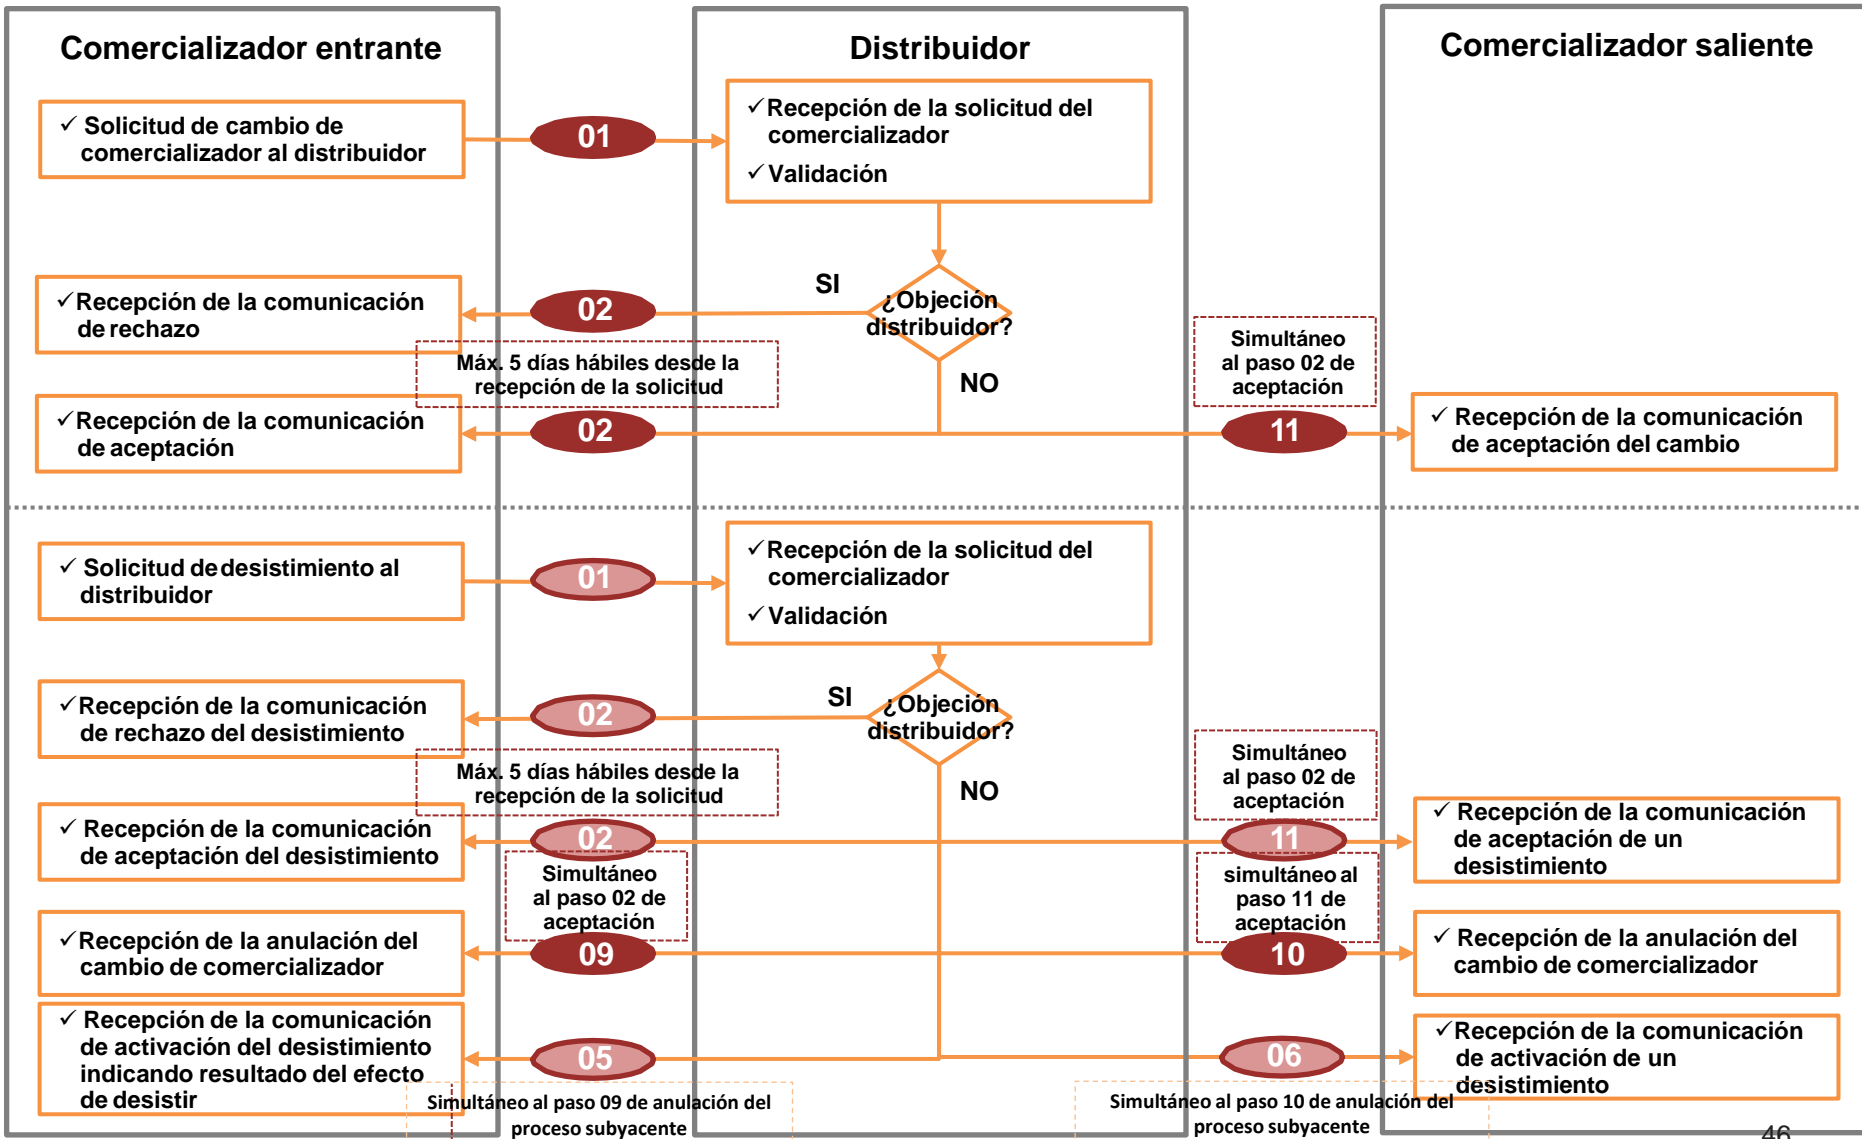 Comercializador entrante
Distribuidor
Comercializador saliente
✓ Solicitud de cambio de
comercializador al distribuidor
01
✓ Recepción de la solicitud del
comercializador
✓ Validación
SI
¿Objeción
distribuidor?
NO
✓ Recepción de la comunicación
de rechazo
02
Máx. 5 días hábiles desde la
recepción de la solicitud
✓ Recepción de la comunicación
de aceptación
02
Simultáneo
al paso 02 de
aceptación
11
✓ Recepción de la comunicación
de aceptación del cambio
✓ Solicitud de desistimiento al
distribuidor
01
✓ Recepción de la solicitud del
comercializador
✓ Validación
SI
¿Objeción
distribuidor?
NO
✓ Recepción de la comunicación
de rechazo del desistimiento
02
Máx. 5 días hábiles desde la
recepción de la solicitud
✓ Recepción de la comunicación
de aceptación del desistimiento
02
Simultáneo
al paso 02 de
aceptación
11
✓ Recepción de la comunicación
de aceptación de un
desistimiento
Simultáneo
al paso 02 de
aceptación
simultáneo al
paso 11 de
aceptación
✓ Recepción de la anulación del
cambio de comercializador
09
10
✓ Recepción de la anulación del
cambio de comercializador
✓ Recepción de la comunicación
de activación del desistimiento
indicando resultado del efecto
de desistir
05
06
✓ Recepción de la comunicación
de activación de un
desistimiento
Simultáneo al paso 09 de anulación del
proceso subyacente
Simultáneo al paso 10 de anulación del
proceso subyacente
46